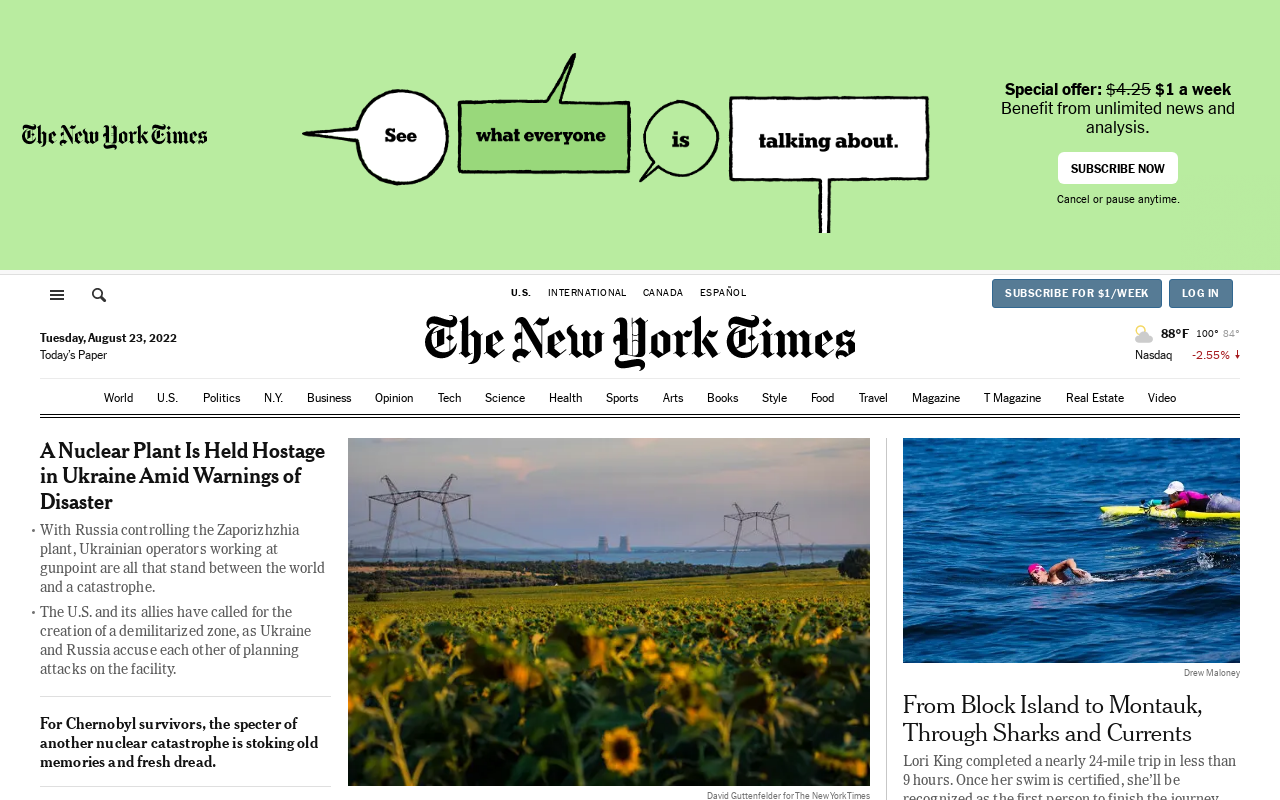 The New York Times
See
what everyone
is
talking about.
Special offer: $4.25 $1 a week
Benefit from unlimited news and
analysis.
SUBSCRIBE NOW
Cancel or pause anytime.
U.S. INTERNATIONAL CANADA ESPAÑOL
SUBSCRIBE FOR $1/WEEK LOG IN
Tuesday, August 23, 2022
Today's Paper
The New York Times
88°F 100° 84°
Nasdaq -2.55% ↓
World U.S. Politics N.Y. Business Opinion Tech Science Health Sports Arts Books Style Food Travel Magazine T Magazine Real Estate Video
A Nuclear Plant Is Held Hostage
in Ukraine Amid Warnings of
Disaster
• With Russia controlling the Zaporizhzhia
plant, Ukrainian operators working at
gunpoint are all that stand between the world
and a catastrophe.
• The U.S. and its allies have called for the
creation of a demilitarized zone, as Ukraine
and Russia accuse each other of planning
attacks on the facility.
For Chernobyl survivors, the specter of
another nuclear catastrophe is stoking old
memories and fresh dread.
David Guttenfelder for The New York Times
Drew Maloney
From Block Island to Montauk,
Through Sharks and Currents
Lori King completed a nearly 24-mile trip in less than
9 hours. Once her swim is certified, she'll be
recognized as the first person to finish the journey